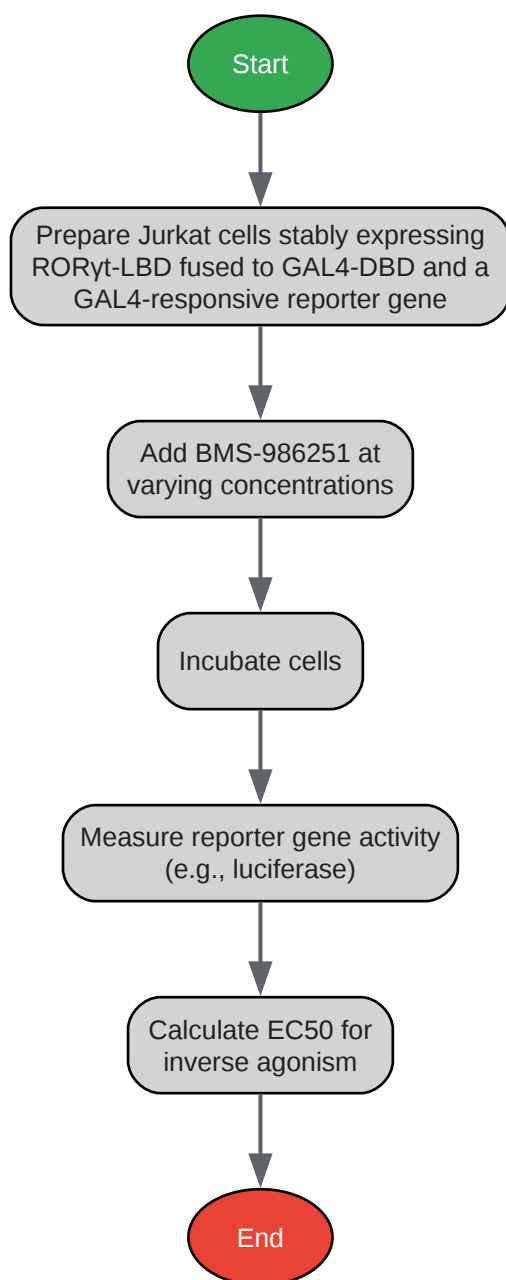 Start
Prepare Jurkat cells stably expressing
RORγt-LBD fused to GAL4-DBD and a
GAL4-responsive reporter gene
Add BMS-986251 at
varying concentrations
Incubate cells
Measure reporter gene activity
(e.g., luciferase)
Calculate EC50 for
inverse agonism
End